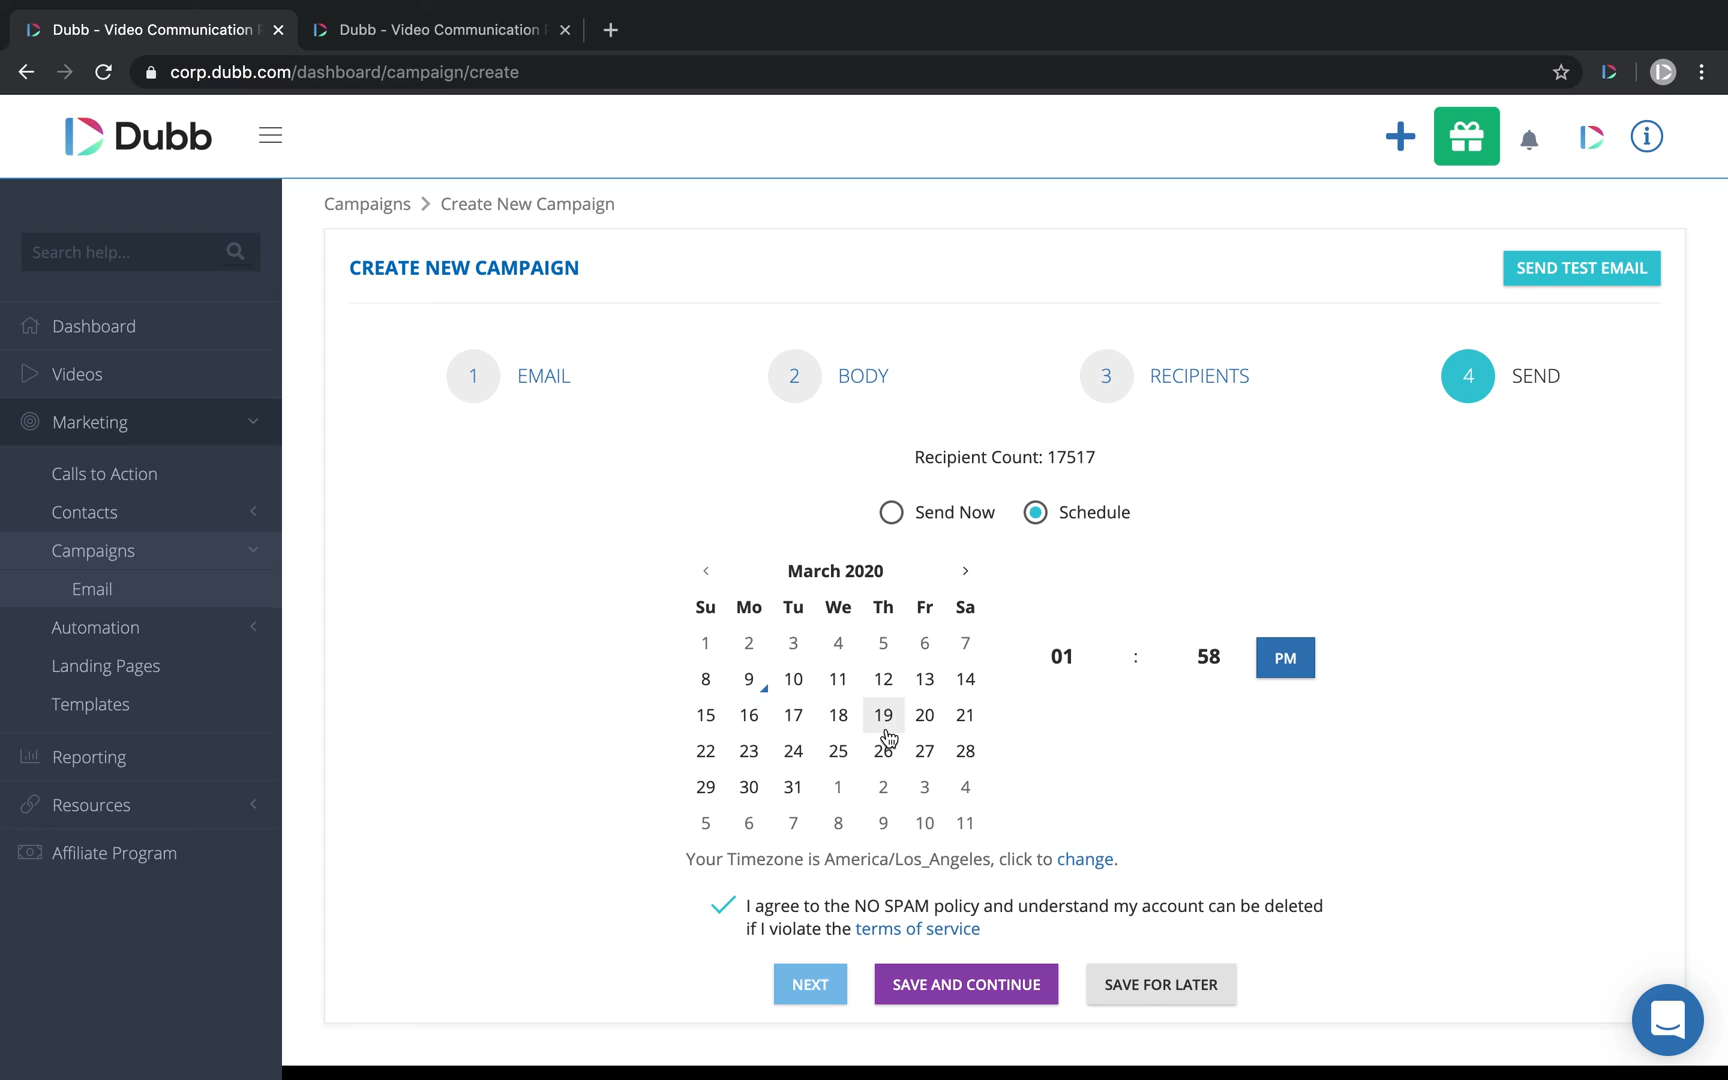 Dubb - Video Communication
Dubb - Video Communication
corp.dubb.com/dashboard/campaign/create
Dubb
Campaigns > Create New Campaign
Search help...
CREATE NEW CAMPAIGN
SEND TEST EMAIL
Dashboard
Videos
Marketing
Calls to Action
Contacts
Campaigns
Email
Automation
Landing Pages
Templates
Reporting
Resources
Affiliate Program
1 EMAIL 2 BODY 3 RECIPIENTS 4 SEND
Recipient Count: 17517
Send Now Schedule
March 2020
Su Mo Tu We Th Fr Sa
1 2 3 4 5 6 7
8 9 10 11 12 13 14
15 16 17 18 19 20 21
22 23 24 25 26 27 28
29 30 31 1 2 3 4
5 6 7 8 9 10 11
01 : 58 PM
Your Timezone is America/Los_Angeles, click to change.
I agree to the NO SPAM policy and understand my account can be deleted
if I violate the terms of service
NEXT SAVE AND CONTINUE SAVE FOR LATER